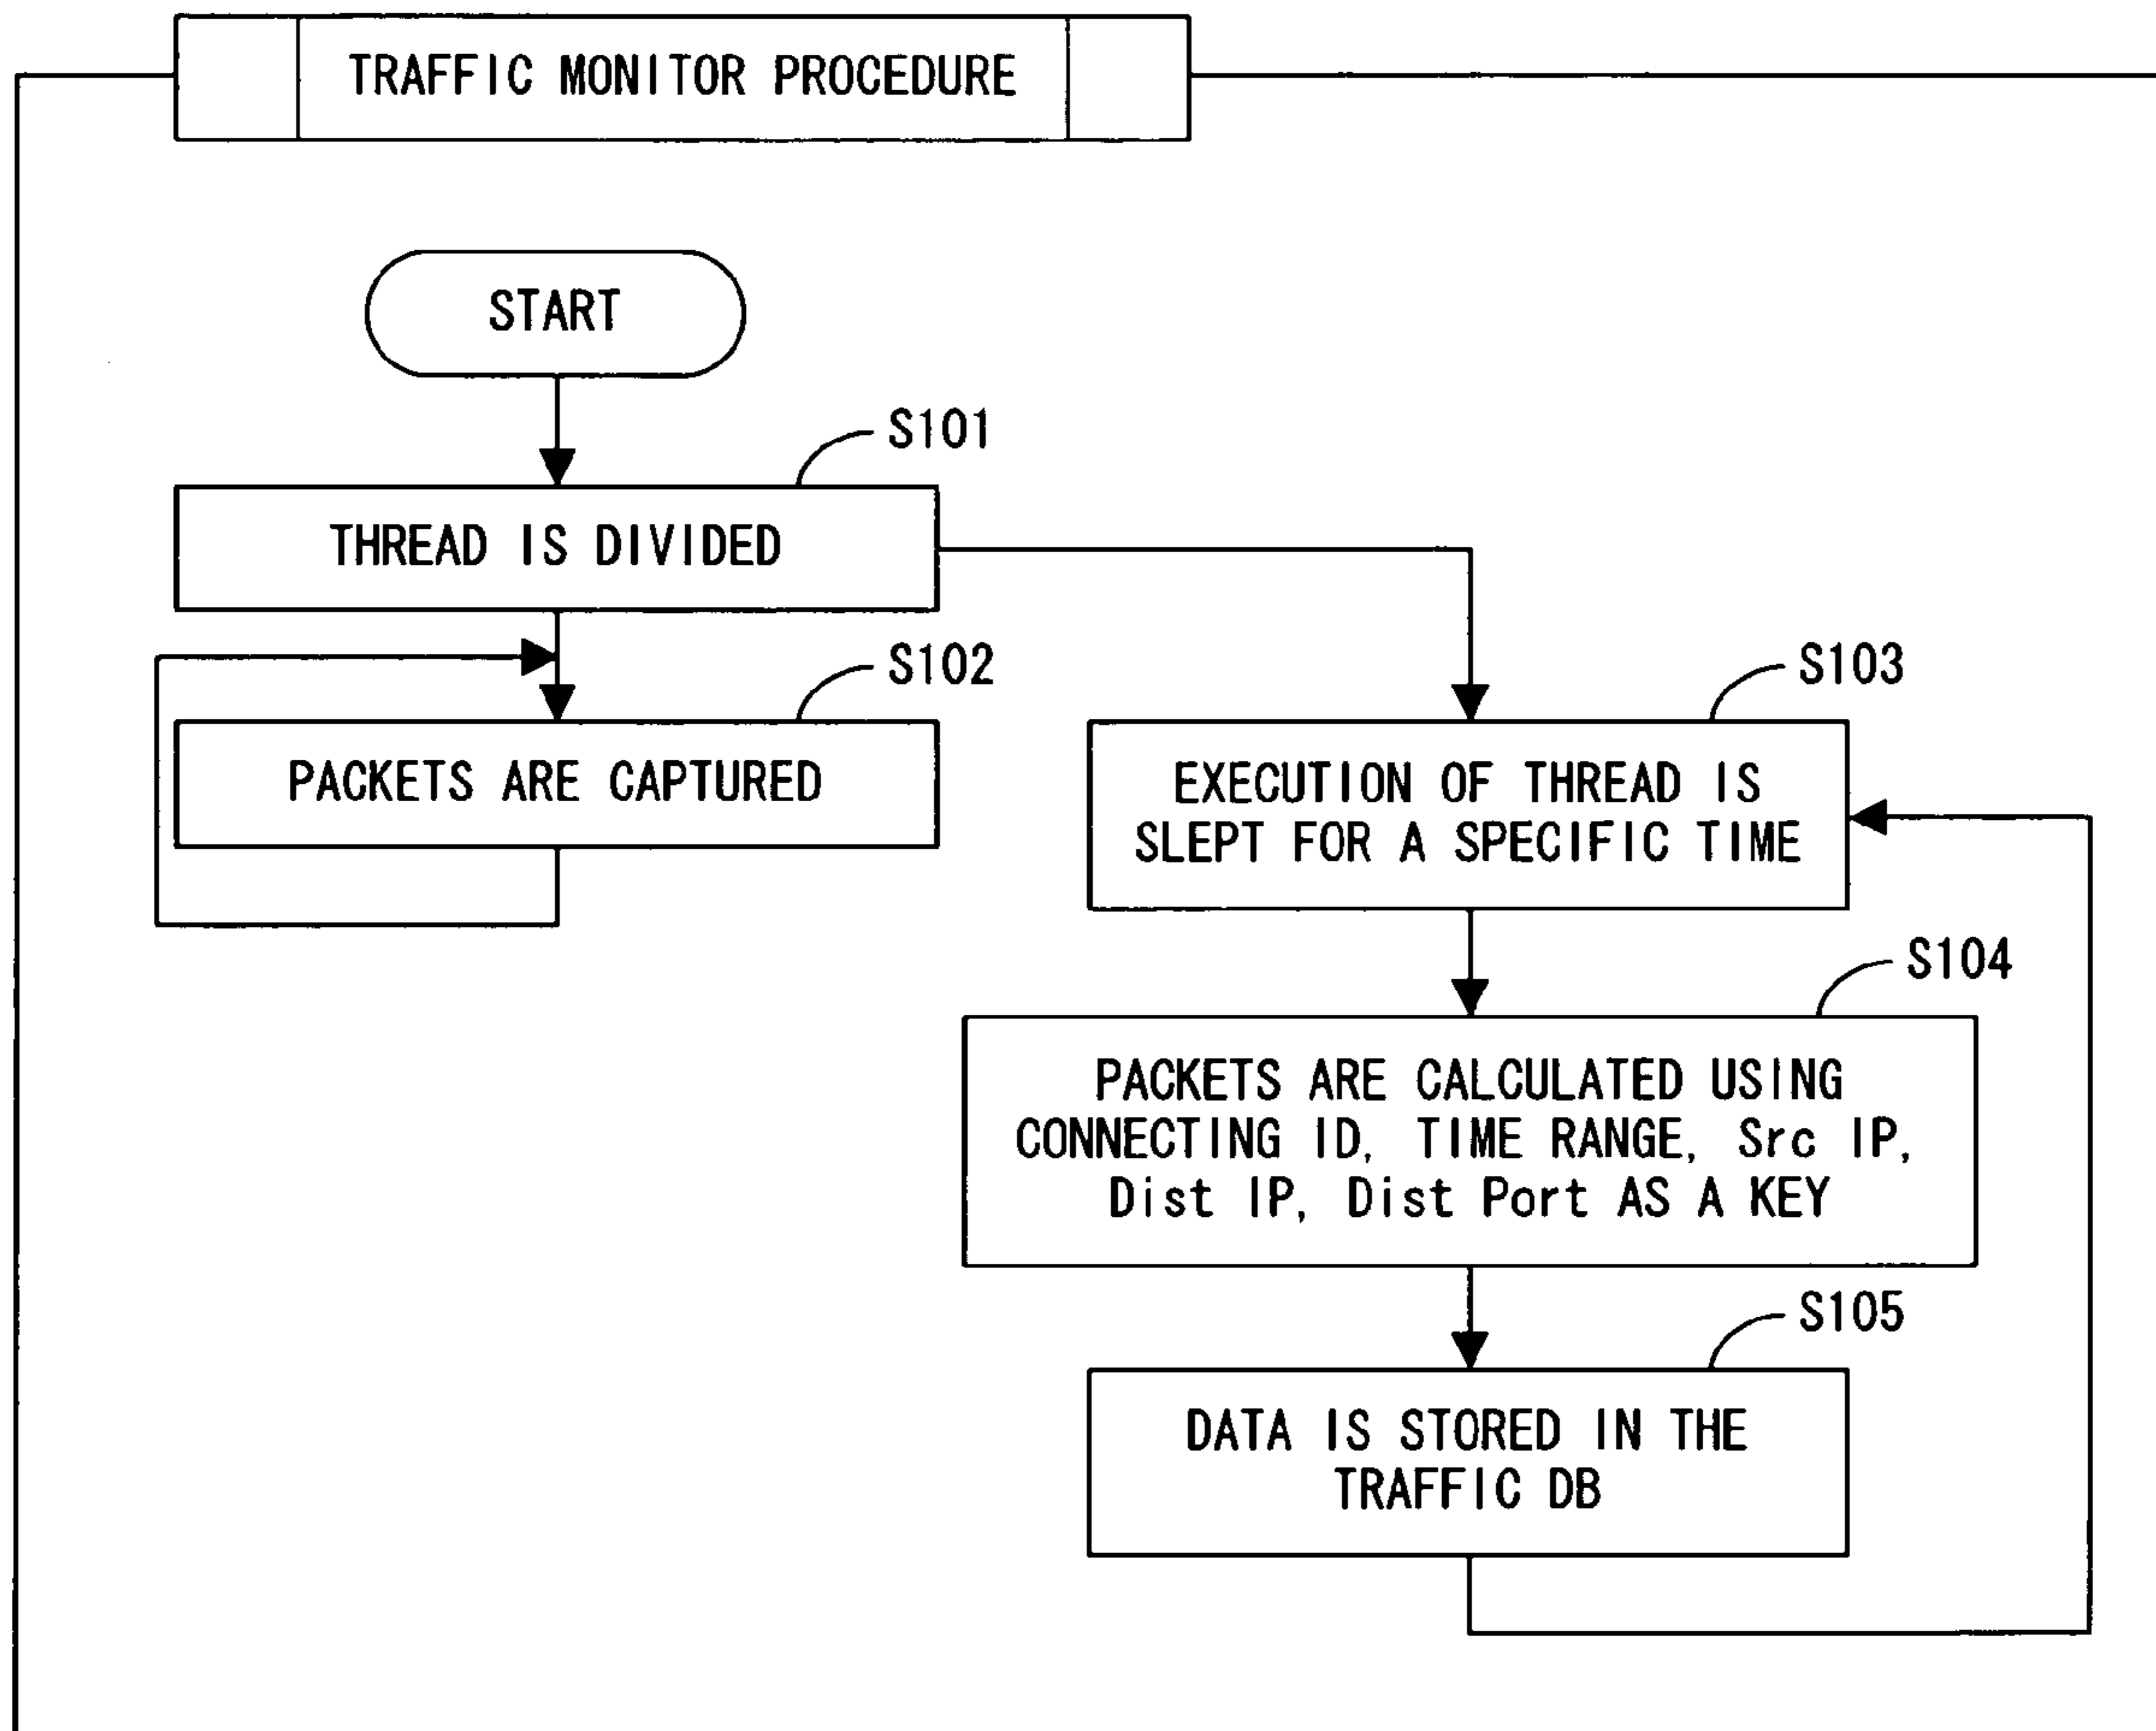 TRAFFIC MONITOR PROCEDURE
START
S101
THREAD IS DIVIDED
S102
PACKETS ARE CAPTURED
S103
EXECUTION OF THREAD IS
SLEPT FOR A SPECIFIC TIME
S104
PACKETS ARE CALCULATED USING
CONNECTING ID, TIME RANGE, Src IP,
Dist IP, Dist Port AS A KEY
S105
DATA IS STORED IN THE
TRAFFIC DB